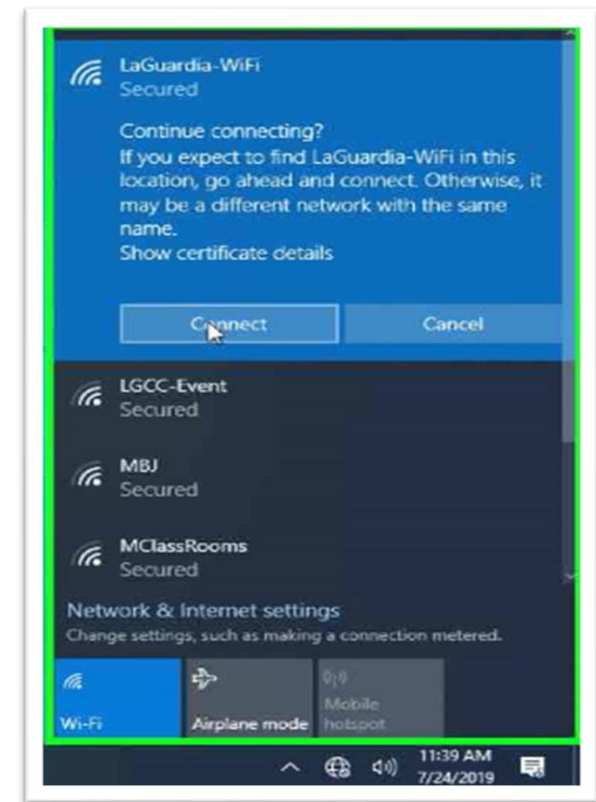 LaGuardia-WiFi
Secured
Continue connecting?
If you expect to find LaGuardia-WiFi in this
location, go ahead and connect. Otherwise, it
may be a different network with the same
name.
Show certificate details
Connect
Cancel
LGCC-Event
Secured
MBJ
Secured
MClassRooms
Secured
Network & Internet settings
Change settings, such as making a connection metered.
Wi-Fi
Airplane mode
Mobile
hotspot
11:39 AM
7/24/2019